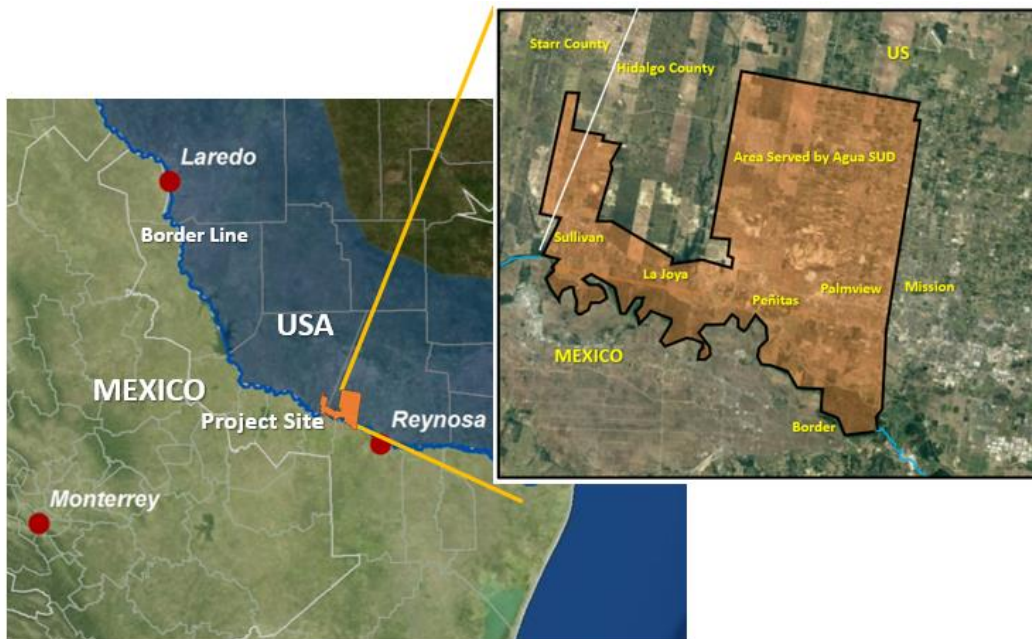 Laredo
Border Line
USA
MEXICO
Project Site
Reynosa
Monterrey
Starr County
US
Hidalgo County
Area Served by Agua SUD
Sullivan
La Joya
Peñitas
Palmview
Mission
MEXICO
Border